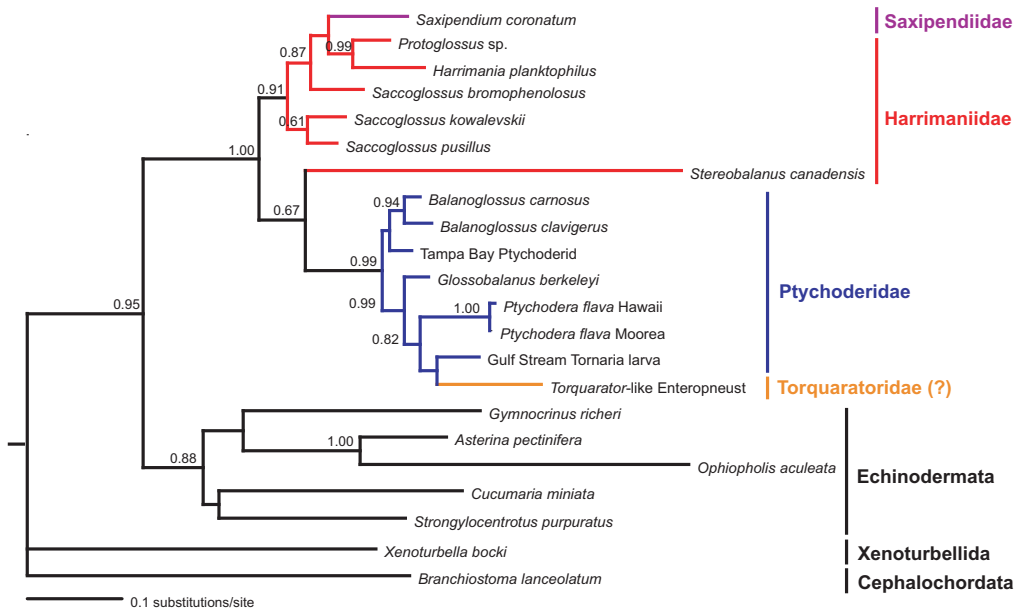 Saxipendium coronatum
Saxipendiidae
Protoglossus sp.
0.99
0.87
Harrimania planktophilus
0.91
Saccoglossus bromophenolosus
Harrimaniidae
Saccoglossus kowalevskii
0.61
Saccoglossus pusillus
1.00
Stereobalanus canadensis
Balanoglossus carnosus
0.94
0.67
Balanoglossus clavigerus
Tampa Bay Ptychoderid
0.99
Glossobalanus berkeleyi
Ptychoderidae
0.99
Ptychodera flava Hawaii
1.00
0.95
Ptychodera flava Moorea
0.82
Gulf Stream Tornaria larva
Torquarator-like Enteropneust
Torquaratoridae (?)
Gymnocrinus richeri
Asterina pectinifera
1.00
0.88
Ophiopholis aculeata
Echinodermata
Cucumaria miniata
Strongylocentrotus purpuratus
Xenoturbella bocki
Xenoturbellida
Branchiostoma lanceolatum
Cephalochordata
0.1 substitutions/site